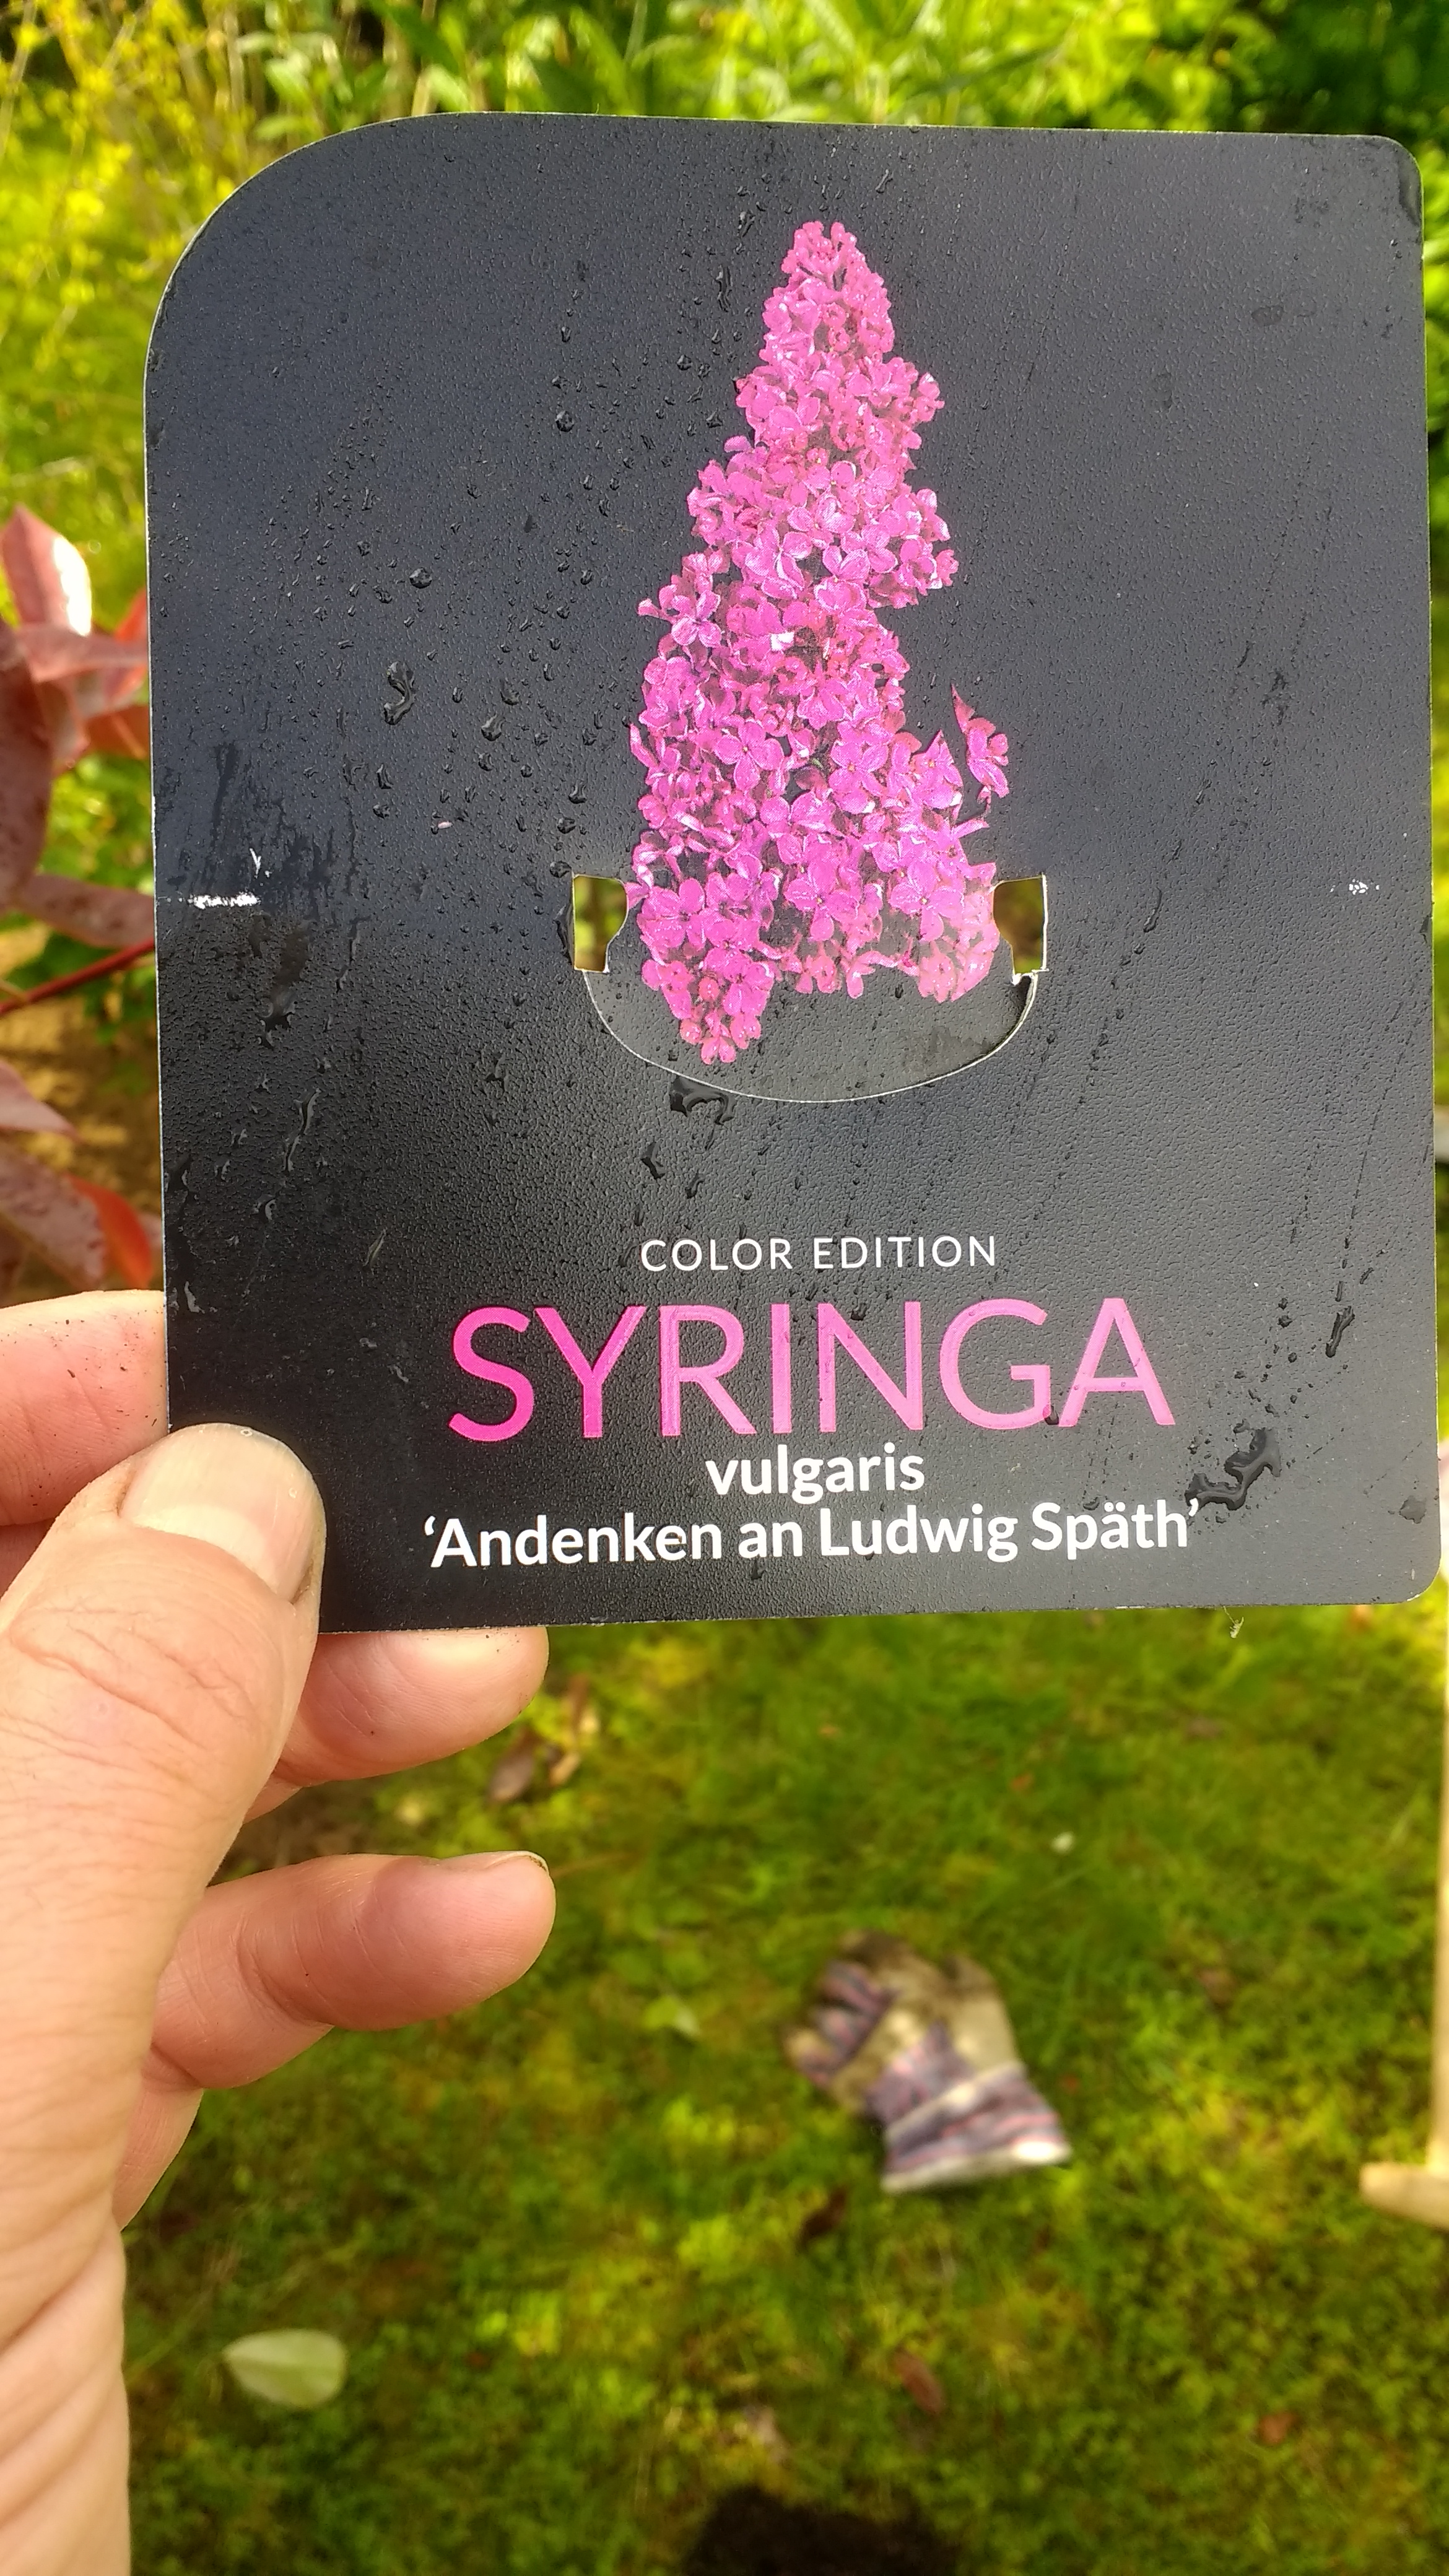 COLOR EDITION
SYRINGA
vulgaris
‘Andenken an Ludwig Späth’